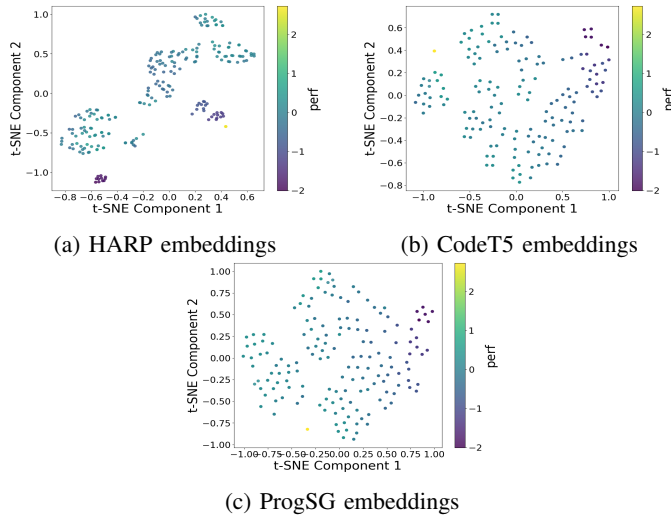 1.0
0.5
0.0
−0.5
−1.0
t-SNE Component 2
−0.8 −0.6 −0.4 −0.2 0.0 0.2 0.4 0.6
t-SNE Component 1
2
1
0
−1
−2
perf
(a) HARP embeddings
0.6
0.4
0.2
0.0
−0.2
−0.4
−0.6
−0.8
t-SNE Component 2
−1.0 −0.5 0.0 0.5 1.0
t-SNE Component 1
2
1
0
−1
−2
perf
(b) CodeT5 embeddings
1.00
0.75
0.50
0.25
0.00
−0.25
−0.50
−0.75
−1.00
t-SNE Component 2
−1.00 −0.75 −0.50 −0.25 0.00 0.25 0.50 0.75 1.00
t-SNE Component 1
2
1
0
−1
−2
perf
(c) ProgSG embeddings